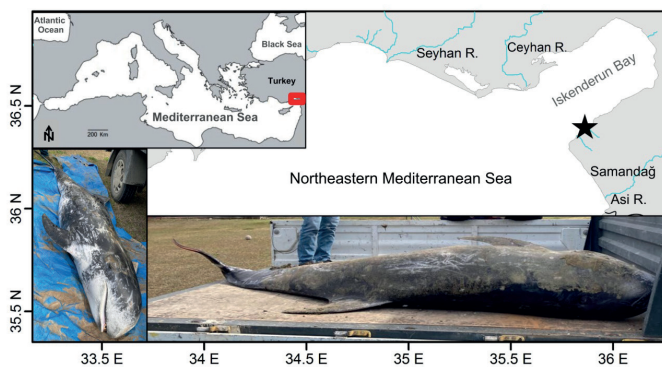 Atlantic
Ocean
Black Sea
Turkey
Mediterranean Sea
N
200 Km
Seyhan R.
Ceyhan R.
Iskenderun Bay
Samandağ
Asi R.
Northeastern Mediterranean Sea
36.5 N
36 N
35.5 N
33.5 E
34 E
34.5 E
35 E
35.5 E
36 E